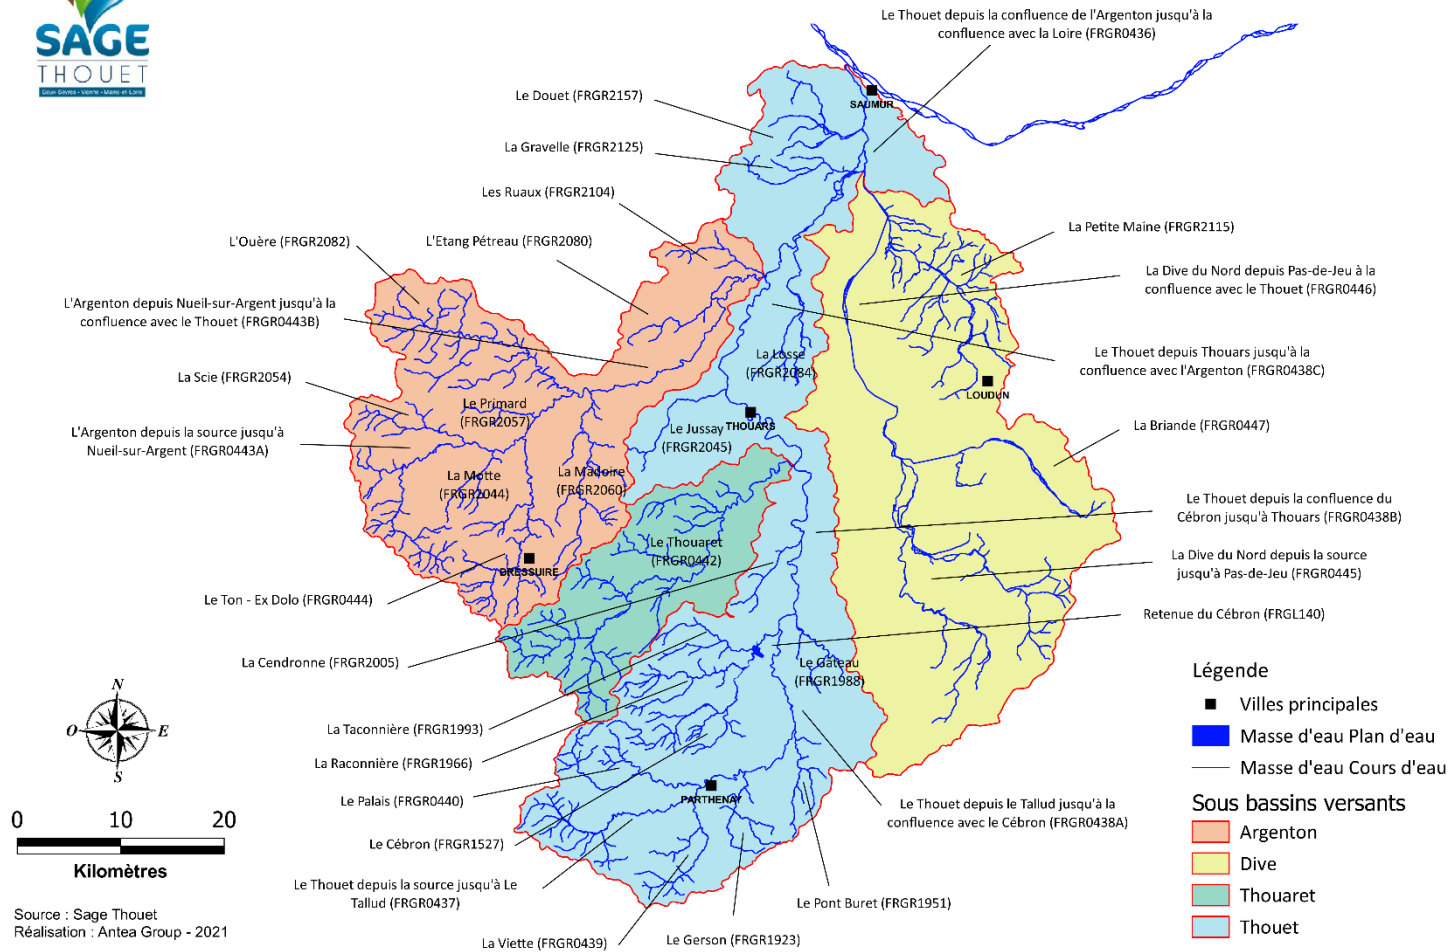 SAGE
THOUET
Deux-Sèvres - Vienne - Maine-et-Loire
Le Thouet depuis la confluence de l'Argenton jusqu'à la
confluence avec la Loire (FRGR0436)
SAUMUR
Le Douet (FRGR2157)
La Gravelle (FRGR2125)
Les Ruaux (FRGR2104)
L'Ouère (FRGR2082)
L'Etang Pétreau (FRGR2080)
La Petite Maine (FRGR2115)
La Dive du Nord depuis Pas-de-Jeu à la
confluence avec le Thouet (FRGR0446)
L'Argenton depuis Nueil-sur-Argent jusqu'à la
confluence avec le Thouet (FRGR0443B)
La Losse
(FRGR2084)
Le Thouet depuis Thouars jusqu'à la
confluence avec l'Argenton (FRGR0438C)
La Scie (FRGR2054)
LOUDUN
Le Primard
(FRGR2057)
THOUARS
L'Argenton depuis la source jusqu'à
Nueil-sur-Argent (FRGR0443A)
Le Jussay
(FRGR2045)
La Briande (FRGR0447)
La Motte
(FRGR2044)
La Madoire
(FRGR2060)
Le Thouet depuis la confluence du
Cébron jusqu'à Thouars (FRGR0438B)
Le Thouaret
(FRGR0442)
La Dive du Nord depuis la source
jusqu'à Pas-de-Jeu (FRGR0445)
BRESSUIRE
Le Ton - Ex Dolo (FRGR0444)
Retenue du Cébron (FRGL140)
La Cendronne (FRGR2005)
Le Gâteau
(FRGR1988)
N
O
E
S
La Taconnière (FRGR1993)
La Raconnière (FRGR1966)
Le Palais (FRGR0440)
PARTHENAY
Le Thouet depuis le Tallud jusqu'à la
confluence avec le Cébron (FRGR0438A)
Le Cébron (FRGR1527)
Le Thouet depuis la source jusqu'à Le
Tallud (FRGR0437)
Le Pont Buret (FRGR1951)
La Viette (FRGR0439)
Le Gerson (FRGR1923)
0 10 20
Kilomètres
Source : Sage Thouet
Réalisation : Antea Group - 2021
Légende
Villes principales
Masse d'eau Plan d'eau
Masse d'eau Cours d'eau
Sous bassins versants
Argenton
Dive
Thouaret
Thouet